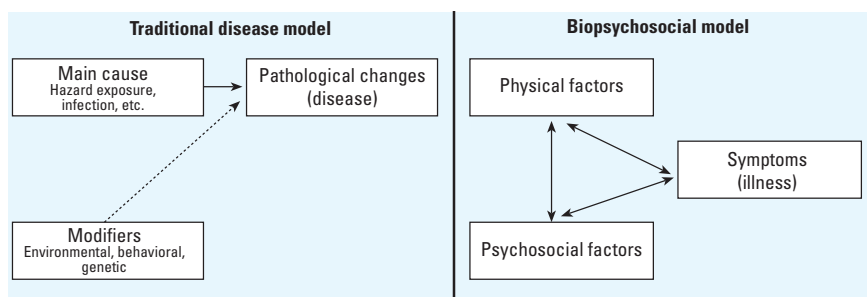 Traditional disease model
Main cause
Hazard exposure,
infection, etc.
Pathological changes
(disease)
Modifiers
Environmental, behavioral,
genetic
Biopsychosocial model
Physical factors
Symptoms
(illness)
Psychosocial factors